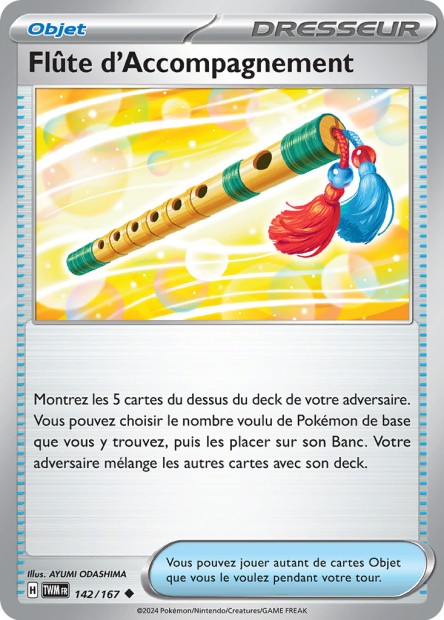 Objet
DRESSEUR
Flûte d'Accompagnement
Montrez les 5 cartes du dessus du deck de votre adversaire.
Vous pouvez choisir le nombre voulu de Pokémon de base
que vous y trouvez, puis les placer sur son Banc. Votre
adversaire mélange les autres cartes avec son deck.
Vous pouvez jouer autant de cartes Objet
que vous le voulez pendant votre tour.
Illus. AYUMI ODASHIMA
H TWM FR 142/167
©2024 Pokémon/Nintendo/Creatures/GAME FREAK